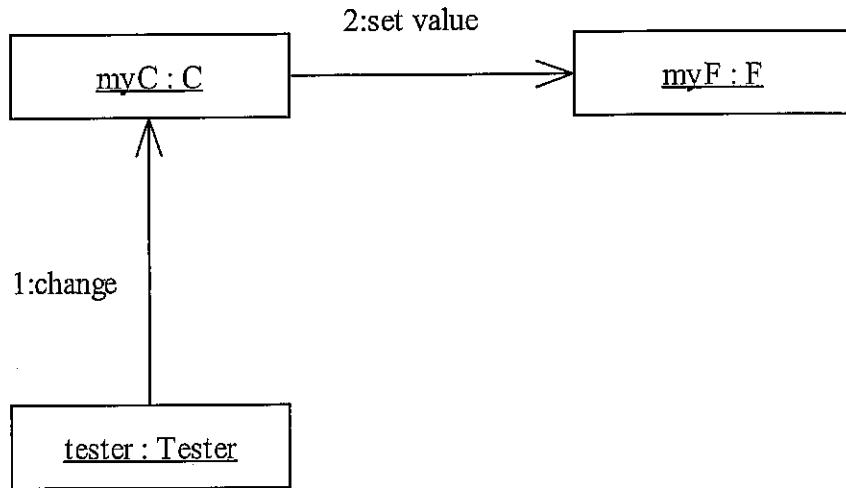 2:set value
myC : C
myF : F
1:change
tester : Tester